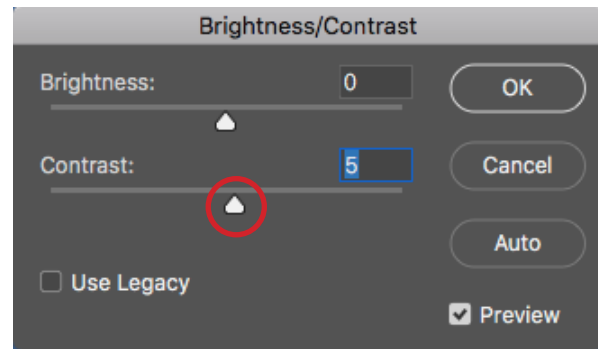 Brightness/Contrast
Brightness: 0
OK
Contrast: 5
Cancel
Auto
Use Legacy
Preview